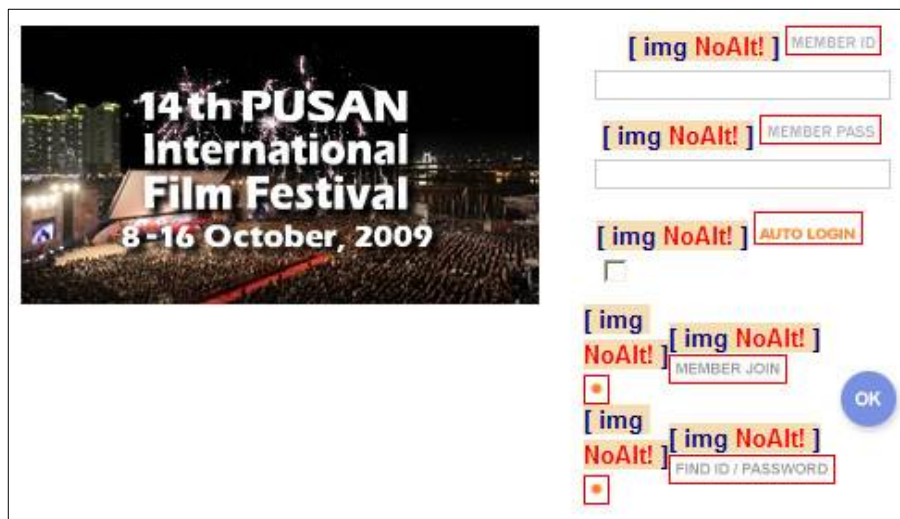 14th PUSAN
International
Film Festival
8-16 October, 2009
[ img NoAlt! ] MEMBER ID
[ img NoAlt! ] MEMBER PASS
[ img NoAlt! ] AUTO LOGIN
[ img
NoAlt! ]
[ img NoAlt! ]
MEMBER JOIN
OK
[ img
NoAlt! ]
[ img NoAlt! ]
FIND ID / PASSWORD